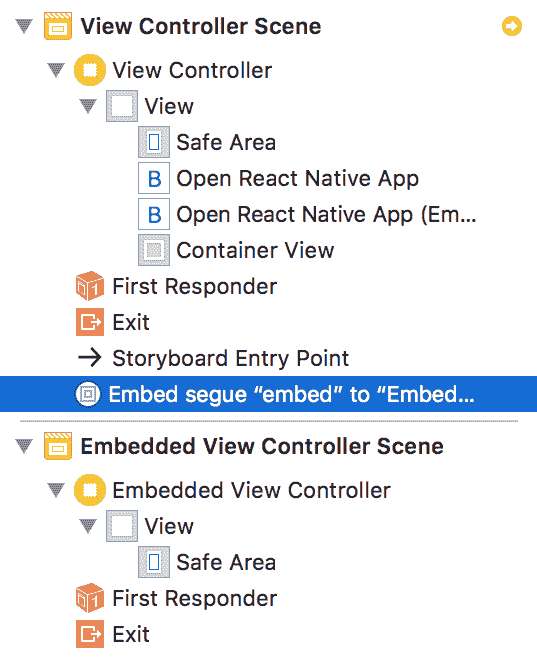 View Controller Scene
View Controller
View
Safe Area
B Open React Native App
B Open React Native App (Em...
Container View
First Responder
Exit
Storyboard Entry Point
Embed segue “embed” to “Embed...
Embedded View Controller Scene
Embedded View Controller
View
Safe Area
First Responder
Exit